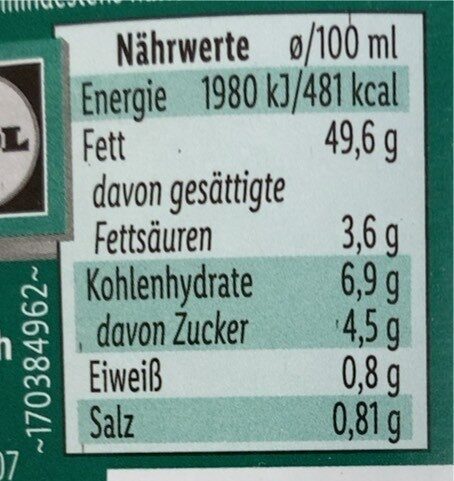 Nährwerte ø/100 ml
Energie 1980 kJ/481 kcal
Fett 49,6 g
davon gesättigte
Fettsäuren 3,6 g
Kohlenhydrate 6,9 g
davon Zucker 4,5 g
Eiweiß 0,8 g
Salz 0,81 g
~170384962~
L
h
07